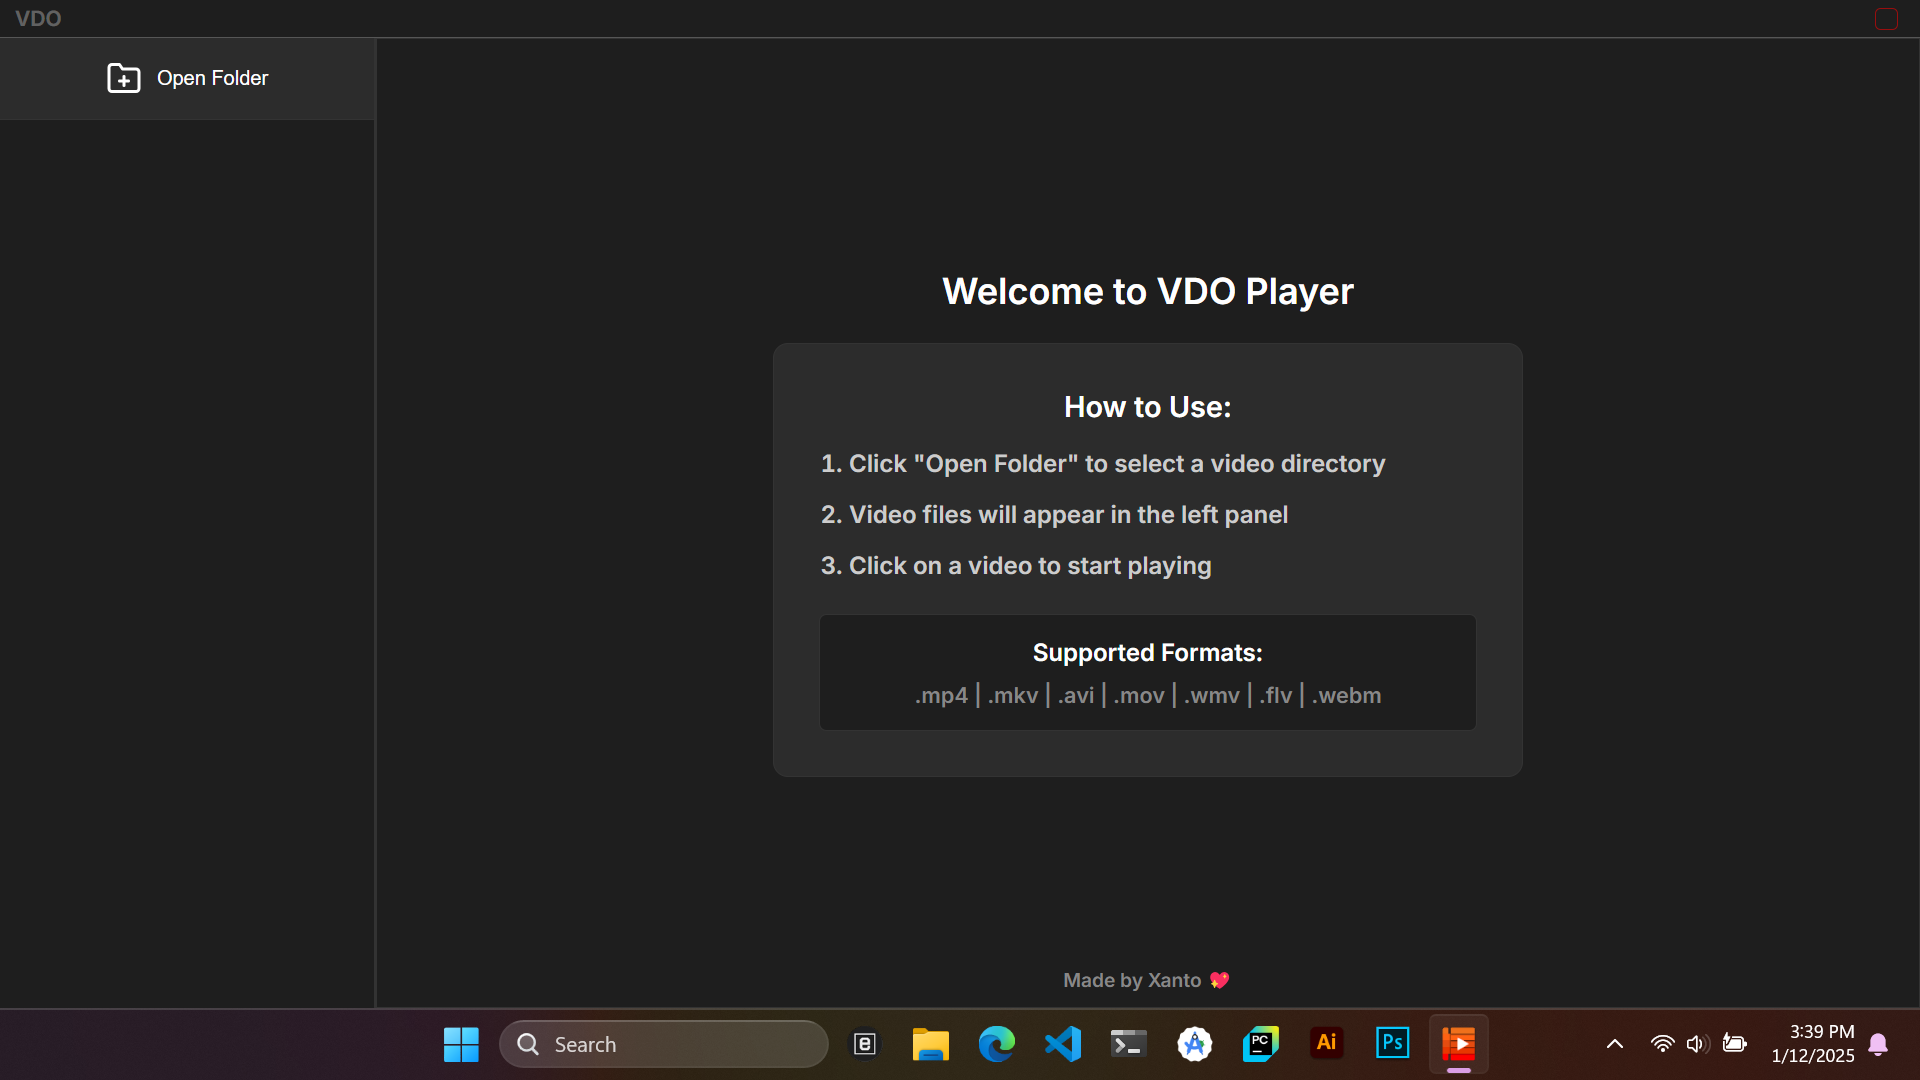 VDO
Open Folder
Welcome to VDO Player
How to Use:
1. Click "Open Folder" to select a video directory
2. Video files will appear in the left panel
3. Click on a video to start playing
Supported Formats:
.mp4 | .mkv | .avi | .mov | .wmv | .flv | .webm
Made by Xanto 💖
Search
e
PC
Ai
Ps
3:39 PM
1/12/2025